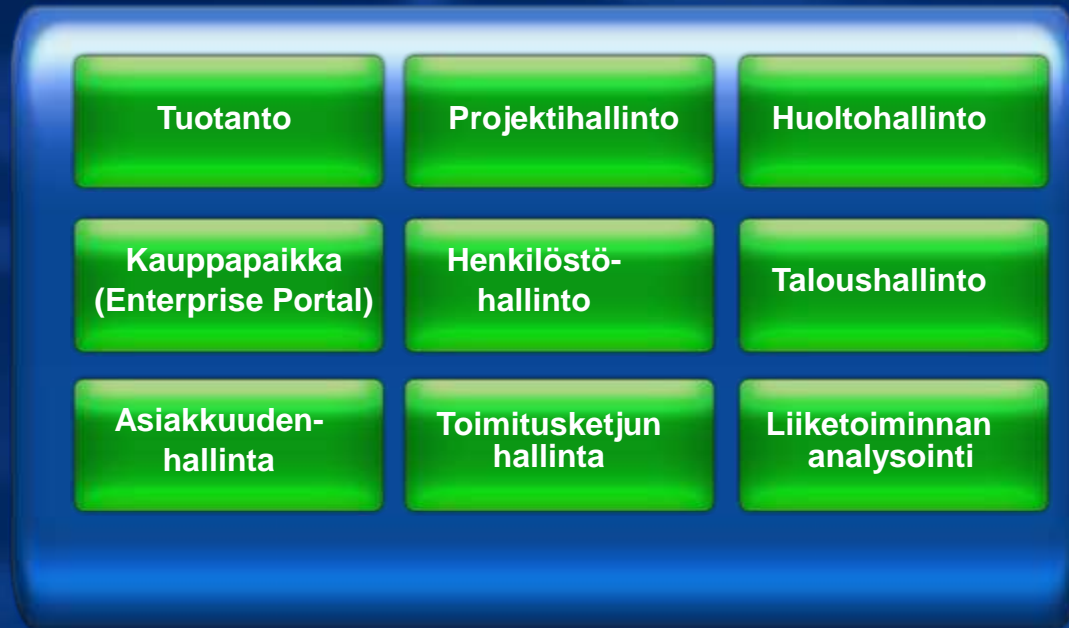 Tuotanto
Projektihallinto
Huoltohallinto
Kauppapaikka
(Enterprise Portal)
Henkilöstö-
hallinto
Taloushallinto
Asiakkuuden-
hallinta
Toimitusketjun
hallinta
Liiketoiminnan
analysointi